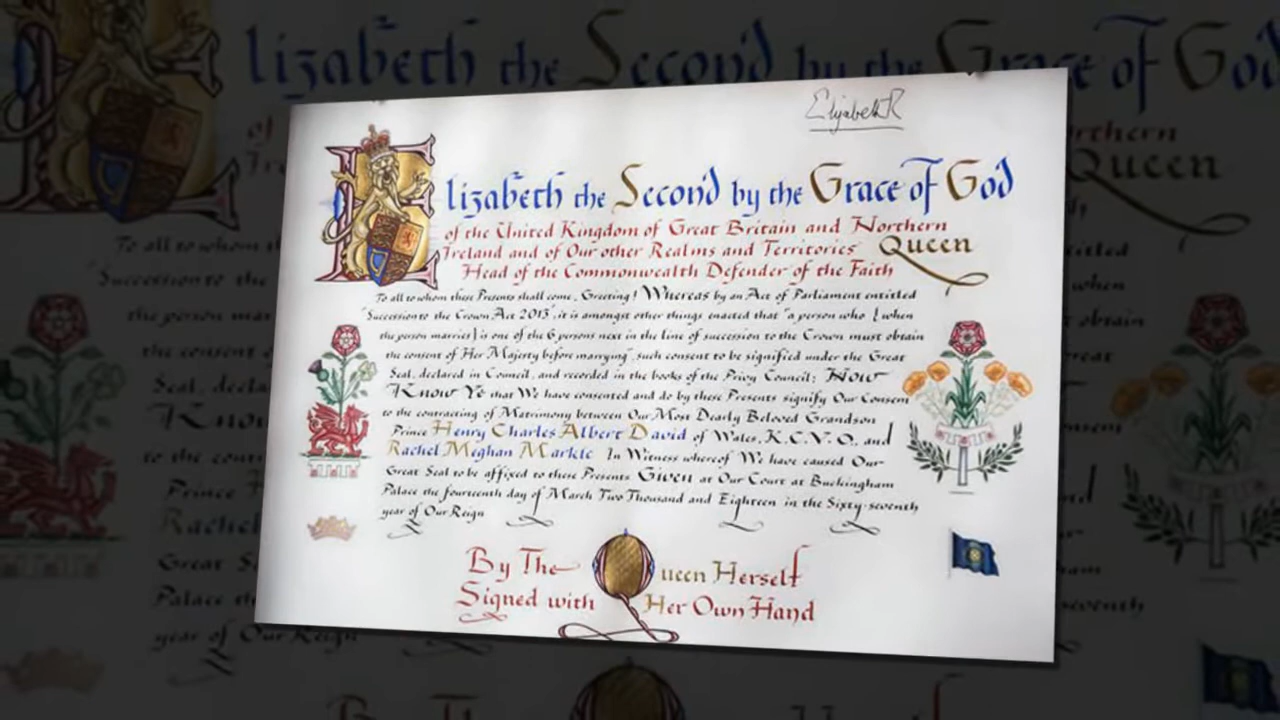 Elizabeth R
Elizabeth the Second by the Grace of God
of the United Kingdom of Great Britain and Northern
Ireland and of Our other Realms and Territories Queen
Head of the Commonwealth Defender of the Faith
To all to whom these Presents shall come, Greeting! Whereas by an Act of Parliament entitled
"Succession to the Crown Act 2013", it is amongst other things enacted that "a person who (when
the person marries) is one of the 6 persons next in the line of succession to the Crown must obtain
the consent of Her Majesty before marrying", such consent to be signified under the Great
Seal, declared in Council, and recorded in the books of the Privy Council; Now
Know Ye that We have consented and do by these Presents signify Our Consent
to the contracting of Matrimony between Our Most Dearly Beloved Grandson
Prince Henry Charles Albert David of Wales, K.C.V.O. and
Rachel Meghan Markle In Witness whereof We have caused Our
Great Seal to be affixed to these Presents Given at Our Court at Buckingham
Palace the fourteenth day of March Two Thousand and Eighteen in the Sixty-seventh
year of Our Reign
By The Queen Herself
Signed with Her Own Hand